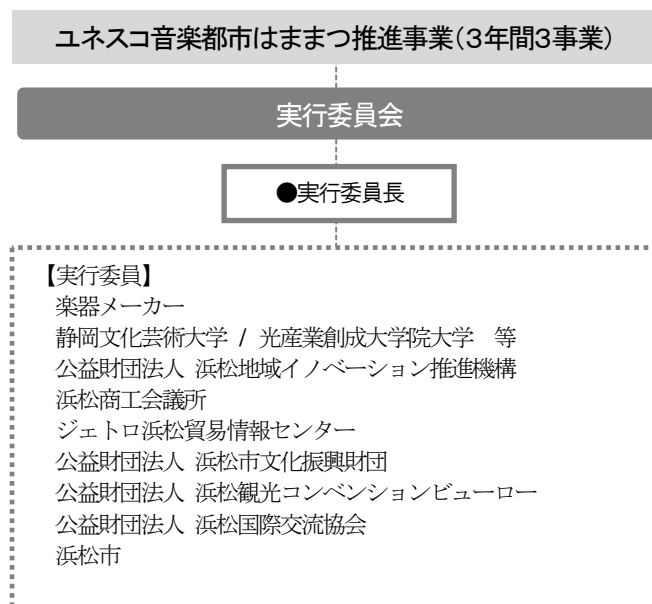 ユネスコ音楽都市はままつ推進事業(3年間3事業)
実行委員会
●実行委員長
【実行委員】
楽器メーカー
静岡文化芸術大学 / 光産業創成大学院大学　等
公益財団法人 浜松地域イノベーション推進機構
浜松商工会議所
ジェトロ浜松貿易情報センター
公益財団法人 浜松市文化振興財団
公益財団法人 浜松観光コンベンションビューロー
公益財団法人 浜松国際交流協会
浜松市